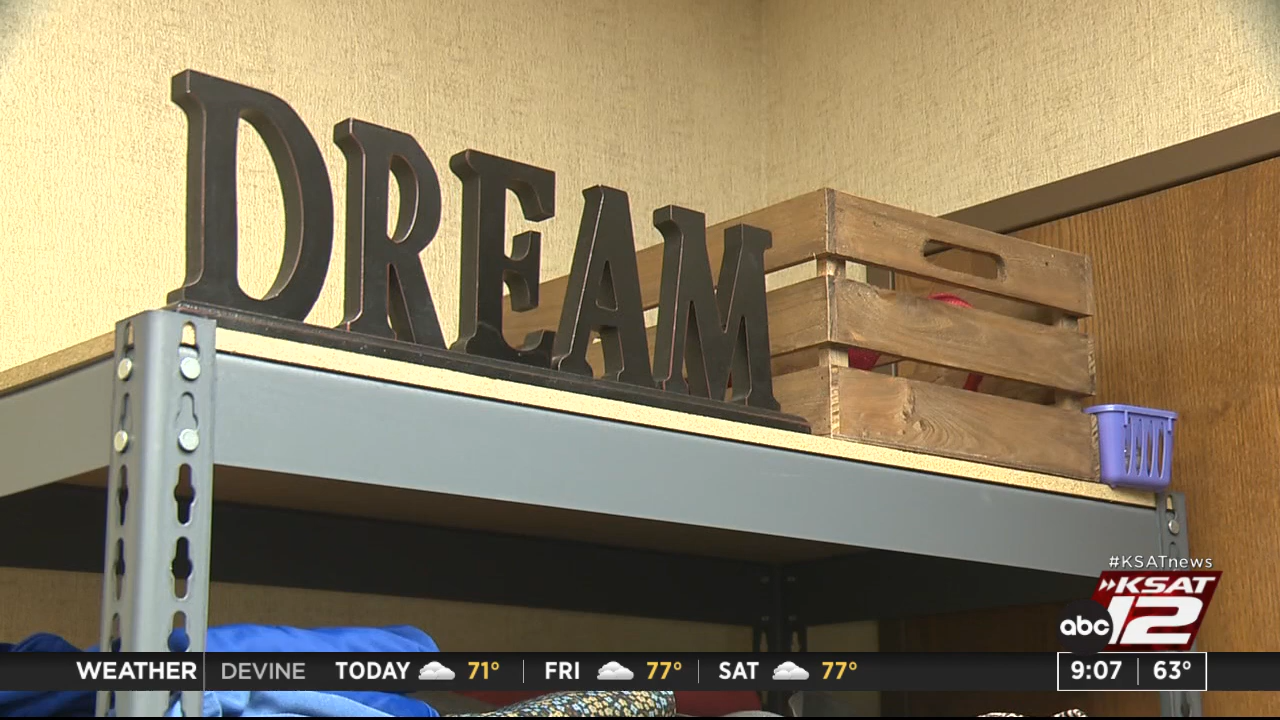 DREAM
#KSATnews
KSAT
abc 12
WEATHER DEVINE TODAY 71° FRI 77° SAT 77° 9:07 63°